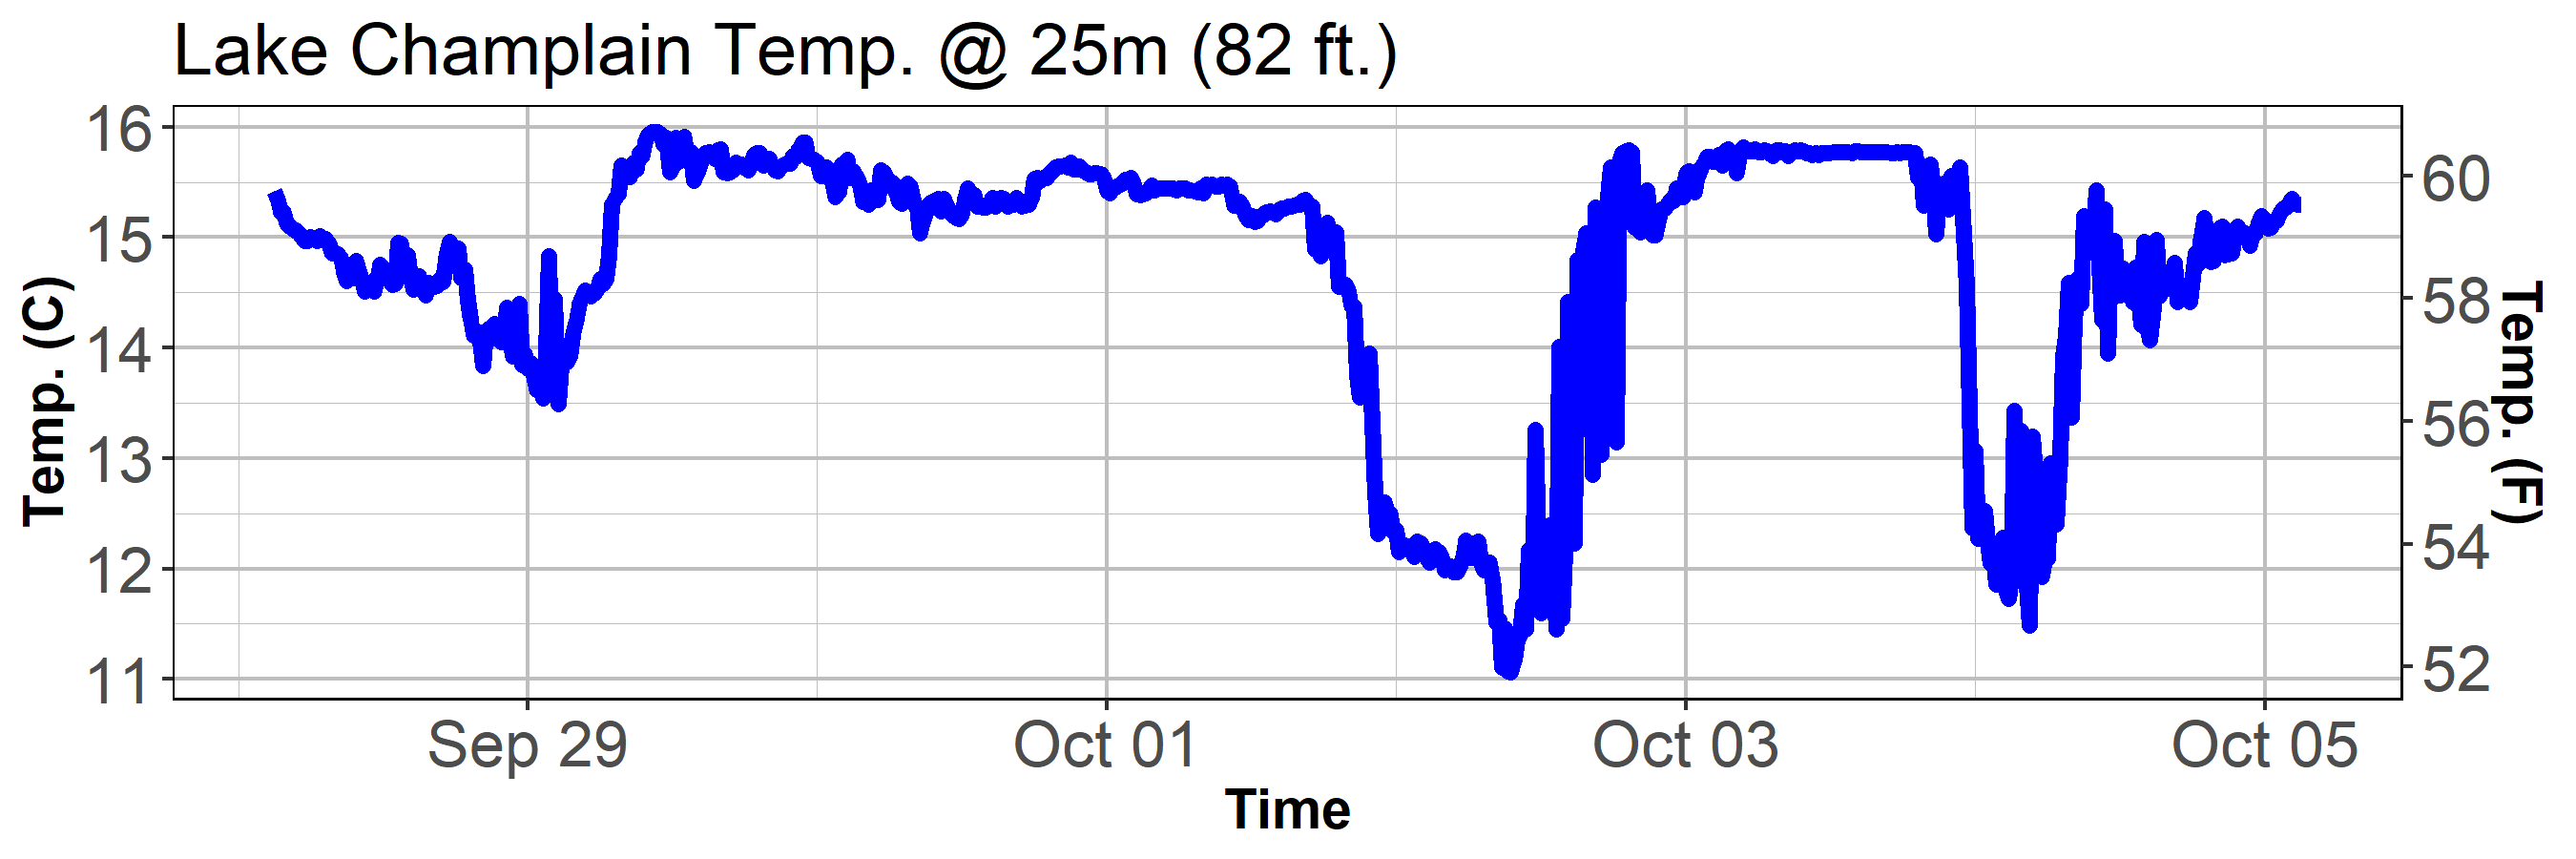 Lake Champlain Temp. @ 25m (82 ft.)
16
15
14
13
12
11
Temp. (C)
60
58
56
54
52
Temp. (F)
Sep 29
Oct 01
Oct 03
Oct 05
Time